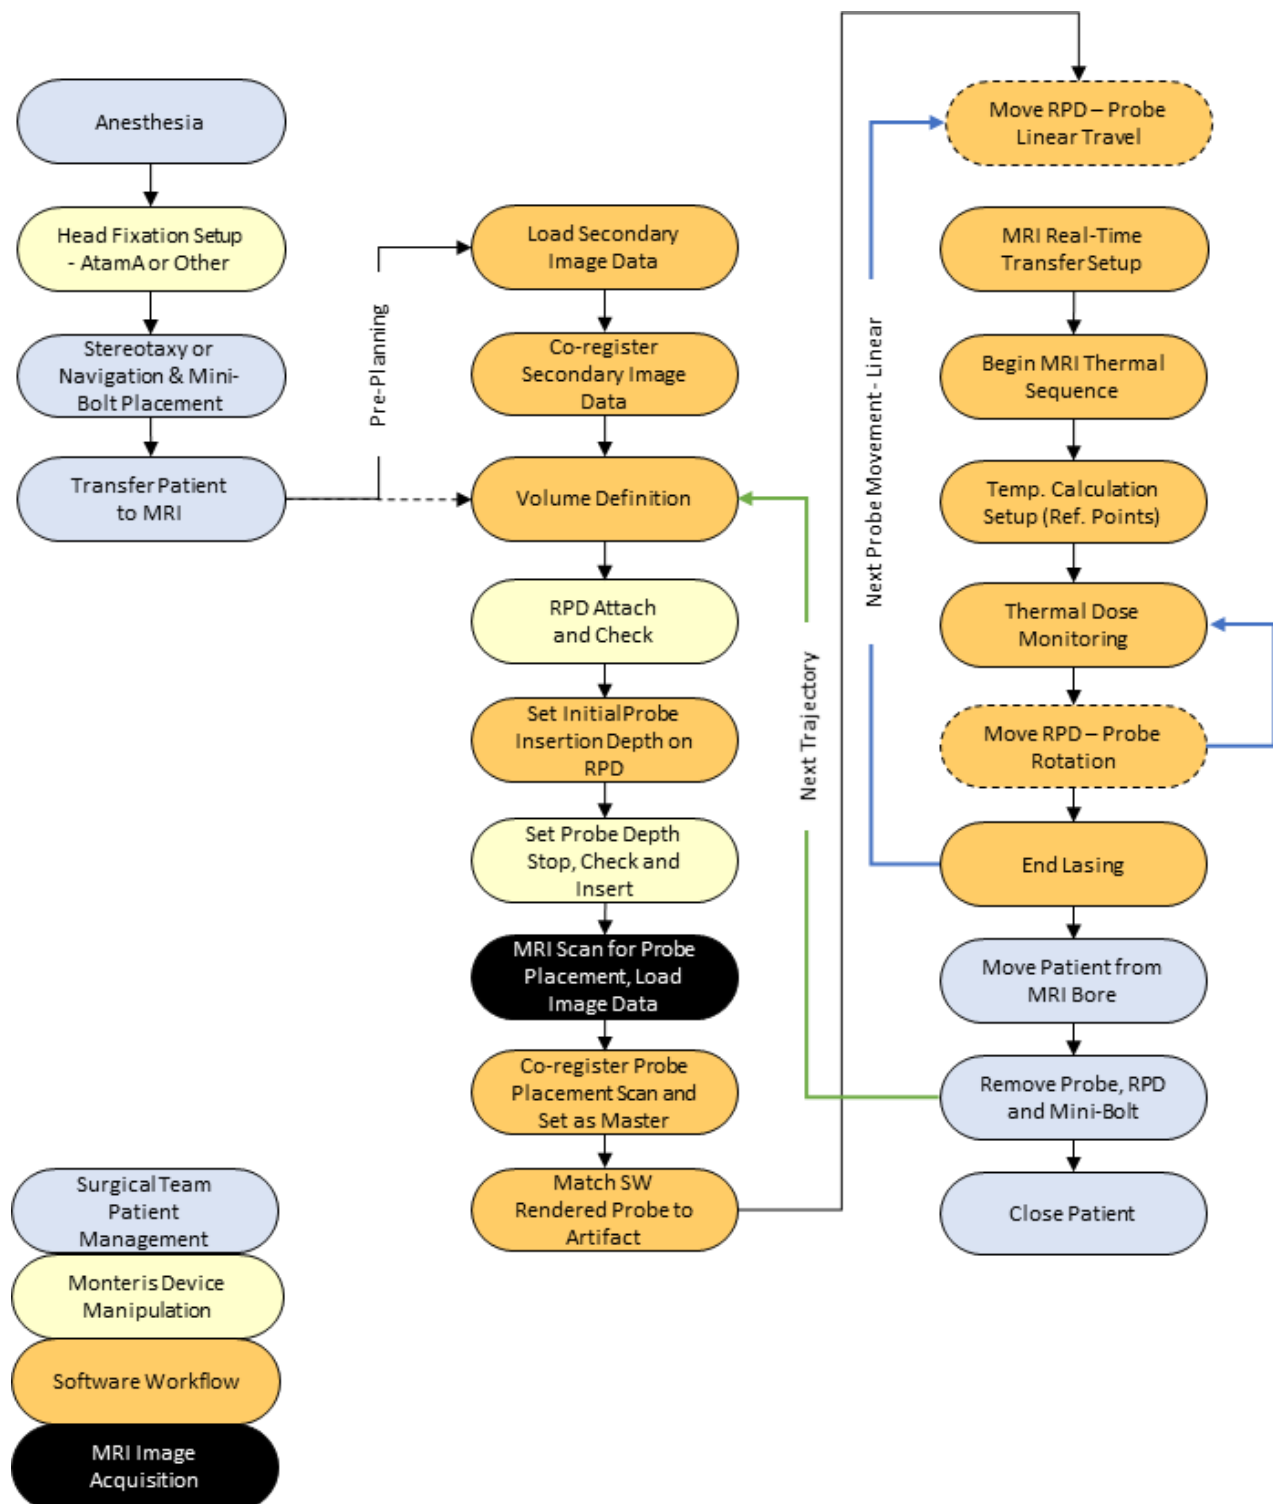 Anesthesia
Head Fixation Setup
- AtamA or Other
Stereotaxy or
Navigation & Mini-
Bolt Placement
Transfer Patient
to MRI
Pre-Planning
Load Secondary
Image Data
Co-register
Secondary Image
Data
Volume Definition
RPD Attach
and Check
Set Initial Probe
Insertion Depth on
RPD
Set Probe Depth
Stop, Check and
Insert
MRI Scan for Probe
Placement, Load
Image Data
Co-register Probe
Placement Scan and
Set as Master
Match SW
Rendered Probe to
Artifact
Next Trajectory
Next Probe Movement - Linear
Move RPD – Probe
Linear Travel
MRI Real-Time
Transfer Setup
Begin MRI Thermal
Sequence
Temp. Calculation
Setup (Ref. Points)
Thermal Dose
Monitoring
Move RPD – Probe
Rotation
End Lasing
Move Patient from
MRI Bore
Remove Probe, RPD
and Mini-Bolt
Close Patient
Surgical Team
Patient
Management
Monteris Device
Manipulation
Software Workflow
MRI Image
Acquisition